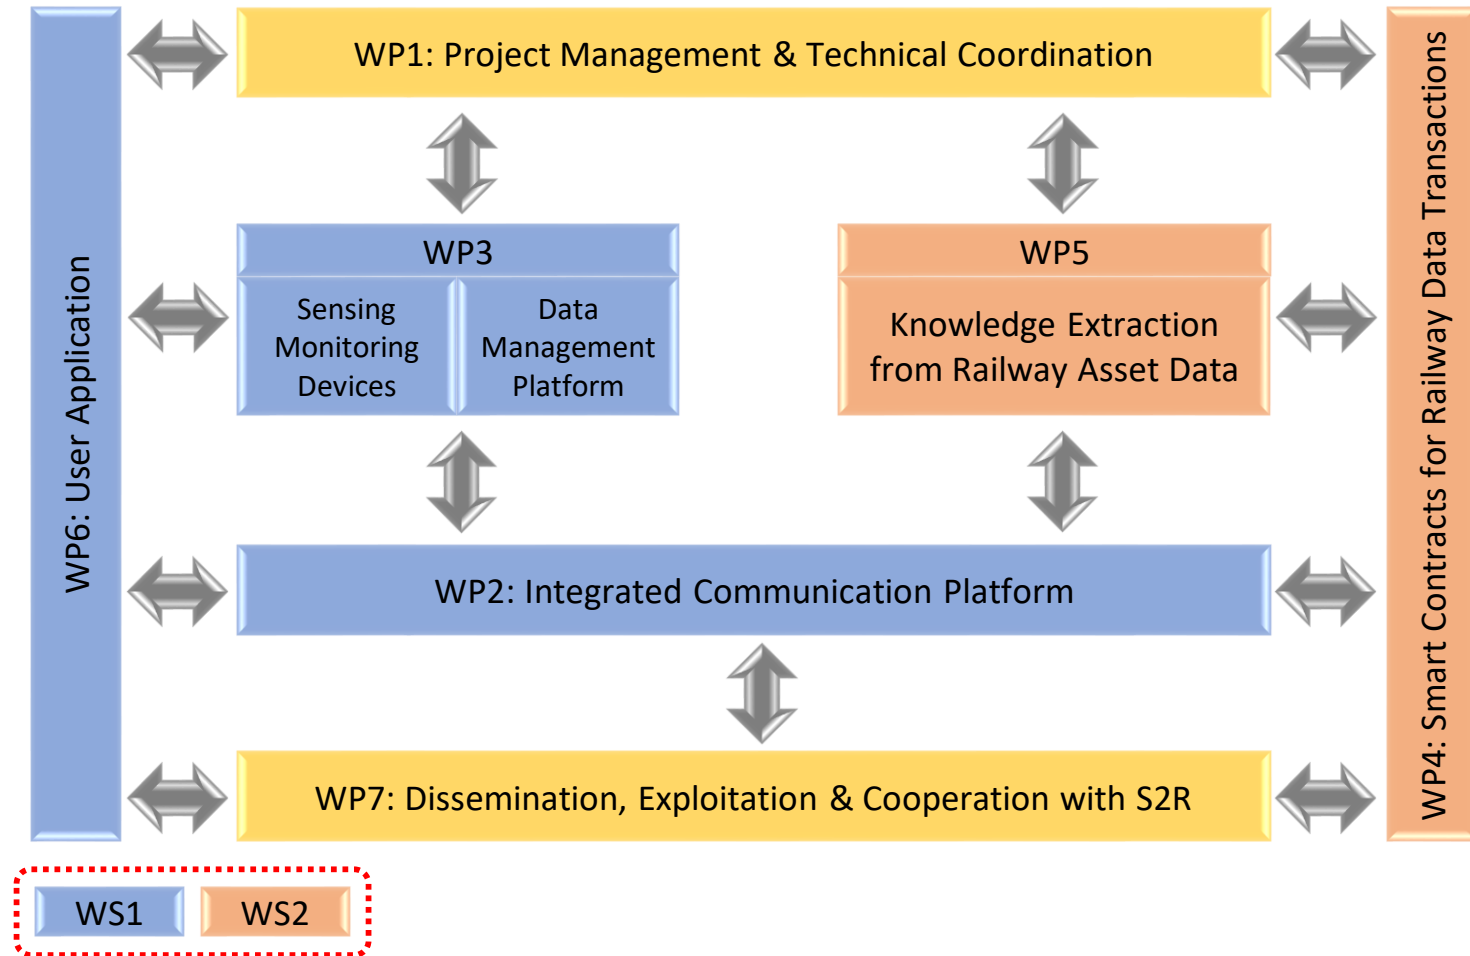 WP1: Project Management & Technical Coordination
WP6: User Application
WP4: Smart Contracts for Railway Data Transactions
WP3
Sensing
Monitoring
Devices
Data
Management
Platform
WP5
Knowledge Extraction
from Railway Asset Data
WP2: Integrated Communication Platform
WP7: Dissemination, Exploitation & Cooperation with S2R
WS1
WS2